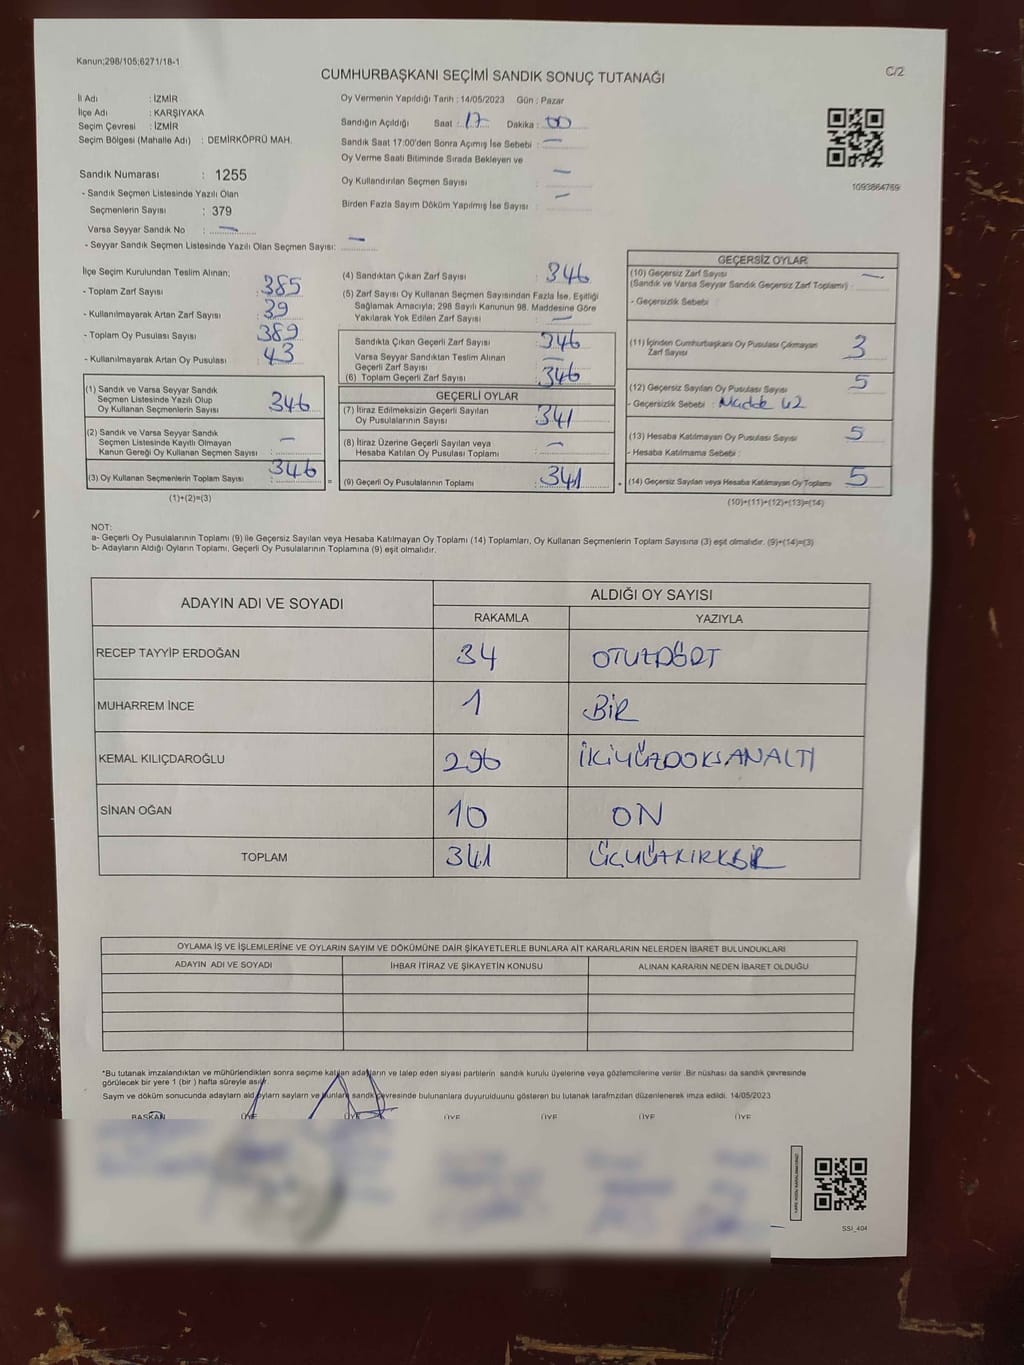 Kanun;298/105;6271/18-1
C/2
CUMHURBAŞKANI SEÇİMİ SANDIK SONUÇ TUTANAĞI
İl Adı : İZMİR
İlçe Adı : KARŞIYAKA
Seçim Çevresi : İZMİR
Seçim Bölgesi (Mahalle Adı) : DEMİRKÖPRÜ MAH.
Sandık Numarası : 1255
- Sandık Seçmen Listesinde Yazılı Olan
Seçmenlerin Sayısı : 379
Varsa Seyyar Sandık No : —
- Seyyar Sandık Seçmen Listesinde Yazılı Olan Seçmen Sayısı: —
Oy Vermenin Yapıldığı Tarih : 14/05/2023 Gün : Pazar
Sandığın Açıldığı Saat : 17 Dakika : 00
Sandık Saat 17:00'den Sonra Açımış İse Sebebi : —
Oy Verme Saati Bitiminde Sırada Bekleyen ve
Oy Kullandırılan Seçmen Sayısı : —
Birden Fazla Sayım Döküm Yapılmış İse Sayısı : —
1093864769
İlçe Seçim Kurulundan Teslim Alınan;
- Toplam Zarf Sayısı : 385
- Kullanılmayarak Artan Zarf Sayısı : 39
- Toplam Oy Pusulası Sayısı : 389
- Kullanılmayarak Artan Oy Pusulası : 43
(1) Sandık ve Varsa Seyyar Sandık
Seçmen Listesinde Yazılı Olup
Oy Kullanan Seçmenlerin Sayısı : 346
(2) Sandık ve Varsa Seyyar Sandık
Seçmen Listesinde Kayıtlı Olmayan
Kanun Gereği Oy Kullanan Seçmen Sayısı : —
(3) Oy Kullanan Seçmenlerin Toplam Sayısı : 346 =
(1)+(2)=(3)
(4) Sandıktan Çıkan Zarf Sayısı : 346
(5) Zarf Sayısı Oy Kullanan Seçmen Sayısından Fazla İse, Eşitliği
Sağlamak Amacıyla; 298 Sayılı Kanunun 98. Maddesine Göre
Yakılarak Yok Edilen Zarf Sayısı : —
Sandıkta Çıkan Geçerli Zarf Sayısı : 346
Varsa Seyyar Sandıktan Teslim Alınan
Geçerli Zarf Sayısı : —
(6) Toplam Geçerli Zarf Sayısı : 346
GEÇERLİ OYLAR
(7) İtiraz Edilmeksizin Geçerli Sayılan
Oy Pusulalarının Sayısı : 341
(8) İtiraz Üzerine Geçerli Sayılan veya
Hesaba Katılan Oy Pusulası Toplamı : —
(9) Geçerli Oy Pusulalarının Toplamı : 341 +
GEÇERSİZ OYLAR
(10) Geçersiz Zarf Sayısı
(Sandık ve Varsa Seyyar Sandık Geçersiz Zarf Toplamı) : —
- Geçersizlik Sebebi :
(11) İçinden Cumhurbaşkanı Oy Pusulası Çıkmayan
Zarf Sayısı : 3
(12) Geçersiz Sayılan Oy Pusulası Sayısı : 5
- Geçersizlik Sebebi : Madde 42
(13) Hesaba Katılmayan Oy Pusulası Sayısı : 5
- Hesaba Katılmama Sebebi :
(14) Geçersiz Sayılan veya Hesaba Katılmayan Oy Toplamı : 5
(10)+(11)+(12)+(13)=(14)
NOT:
a- Geçerli Oy Pusulalarının Toplamı (9) ile Geçersiz Sayılan veya Hesaba Katılmayan Oy Toplamı (14) Toplamları, Oy Kullanan Seçmenlerin Toplam Sayısına (3) eşit olmalıdır. (9)+(14)=(3)
b- Adayların Aldığı Oyların Toplamı, Geçerli Oy Pusulalarının Toplamına (9) eşit olmalıdır.
ADAYIN ADI VE SOYADI ALDIĞI OY SAYISI
RAKAMLA YAZIYLA
RECEP TAYYİP ERDOĞAN 34 OTUZDÖRT
MUHARREM İNCE 1 BİR
KEMAL KILIÇDAROĞLU 296 İKİYÜZDOKSANALTI
SİNAN OĞAN 10 ON
TOPLAM 341 ÜÇYÜZKIRKBİR
OYLAMA İŞ VE İŞLEMLERİNE VE OYLARIN SAYIM VE DÖKÜMÜNE DAİR ŞİKAYETLERLE BUNLARA AİT KARARLARIN NELERDEN İBARET BULUNDUKLARI
ADAYIN ADI VE SOYADI İHBAR İTİRAZ VE ŞİKAYETİN KONUSU ALINAN KARARIN NEDEN İBARET OLDUĞU
*Bu tutanak imzalandıktan ve mühürlendikten sonra seçime katılan adayların ve talep eden siyasi partilerin sandık kurulu üyelerine veya gözlemcilerine verilir .Bir nüshası da sandık çevresinde
görülecek bir yere 1 (bir ) hafta süreyle asılır.
Sayım ve döküm sonucunda adayların sandık çevresinde bulunanlara duyurulduunu gösteren bu tutanak tarafımzdan düzenlenerek imza edildi. 14/05/2023
BAŞKAN ÜYE ÜYE ÜYE ÜYE ÜYE ÜYE
SSI_404